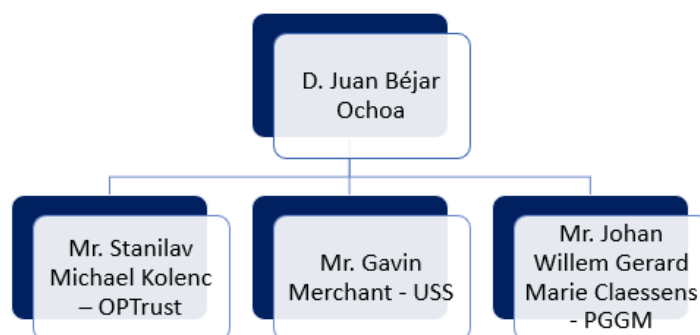 D. Juan Béjar
Ochoa
Mr. Stanilav
Michael Kolenc
– OPTrust
Mr. Gavin
Merchant - USS
Mr. Johan
Willem Gerard
Marie Claessens
- PGGM